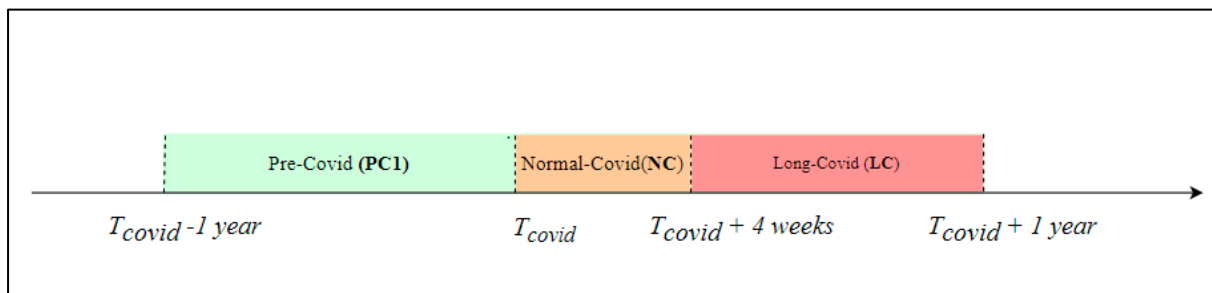 Pre-Covid (PC1)
Normal-Covid(NC)
Long-Covid (LC)
Tcovid -1 year
Tcovid
Tcovid + 4 weeks
Tcovid + 1 year